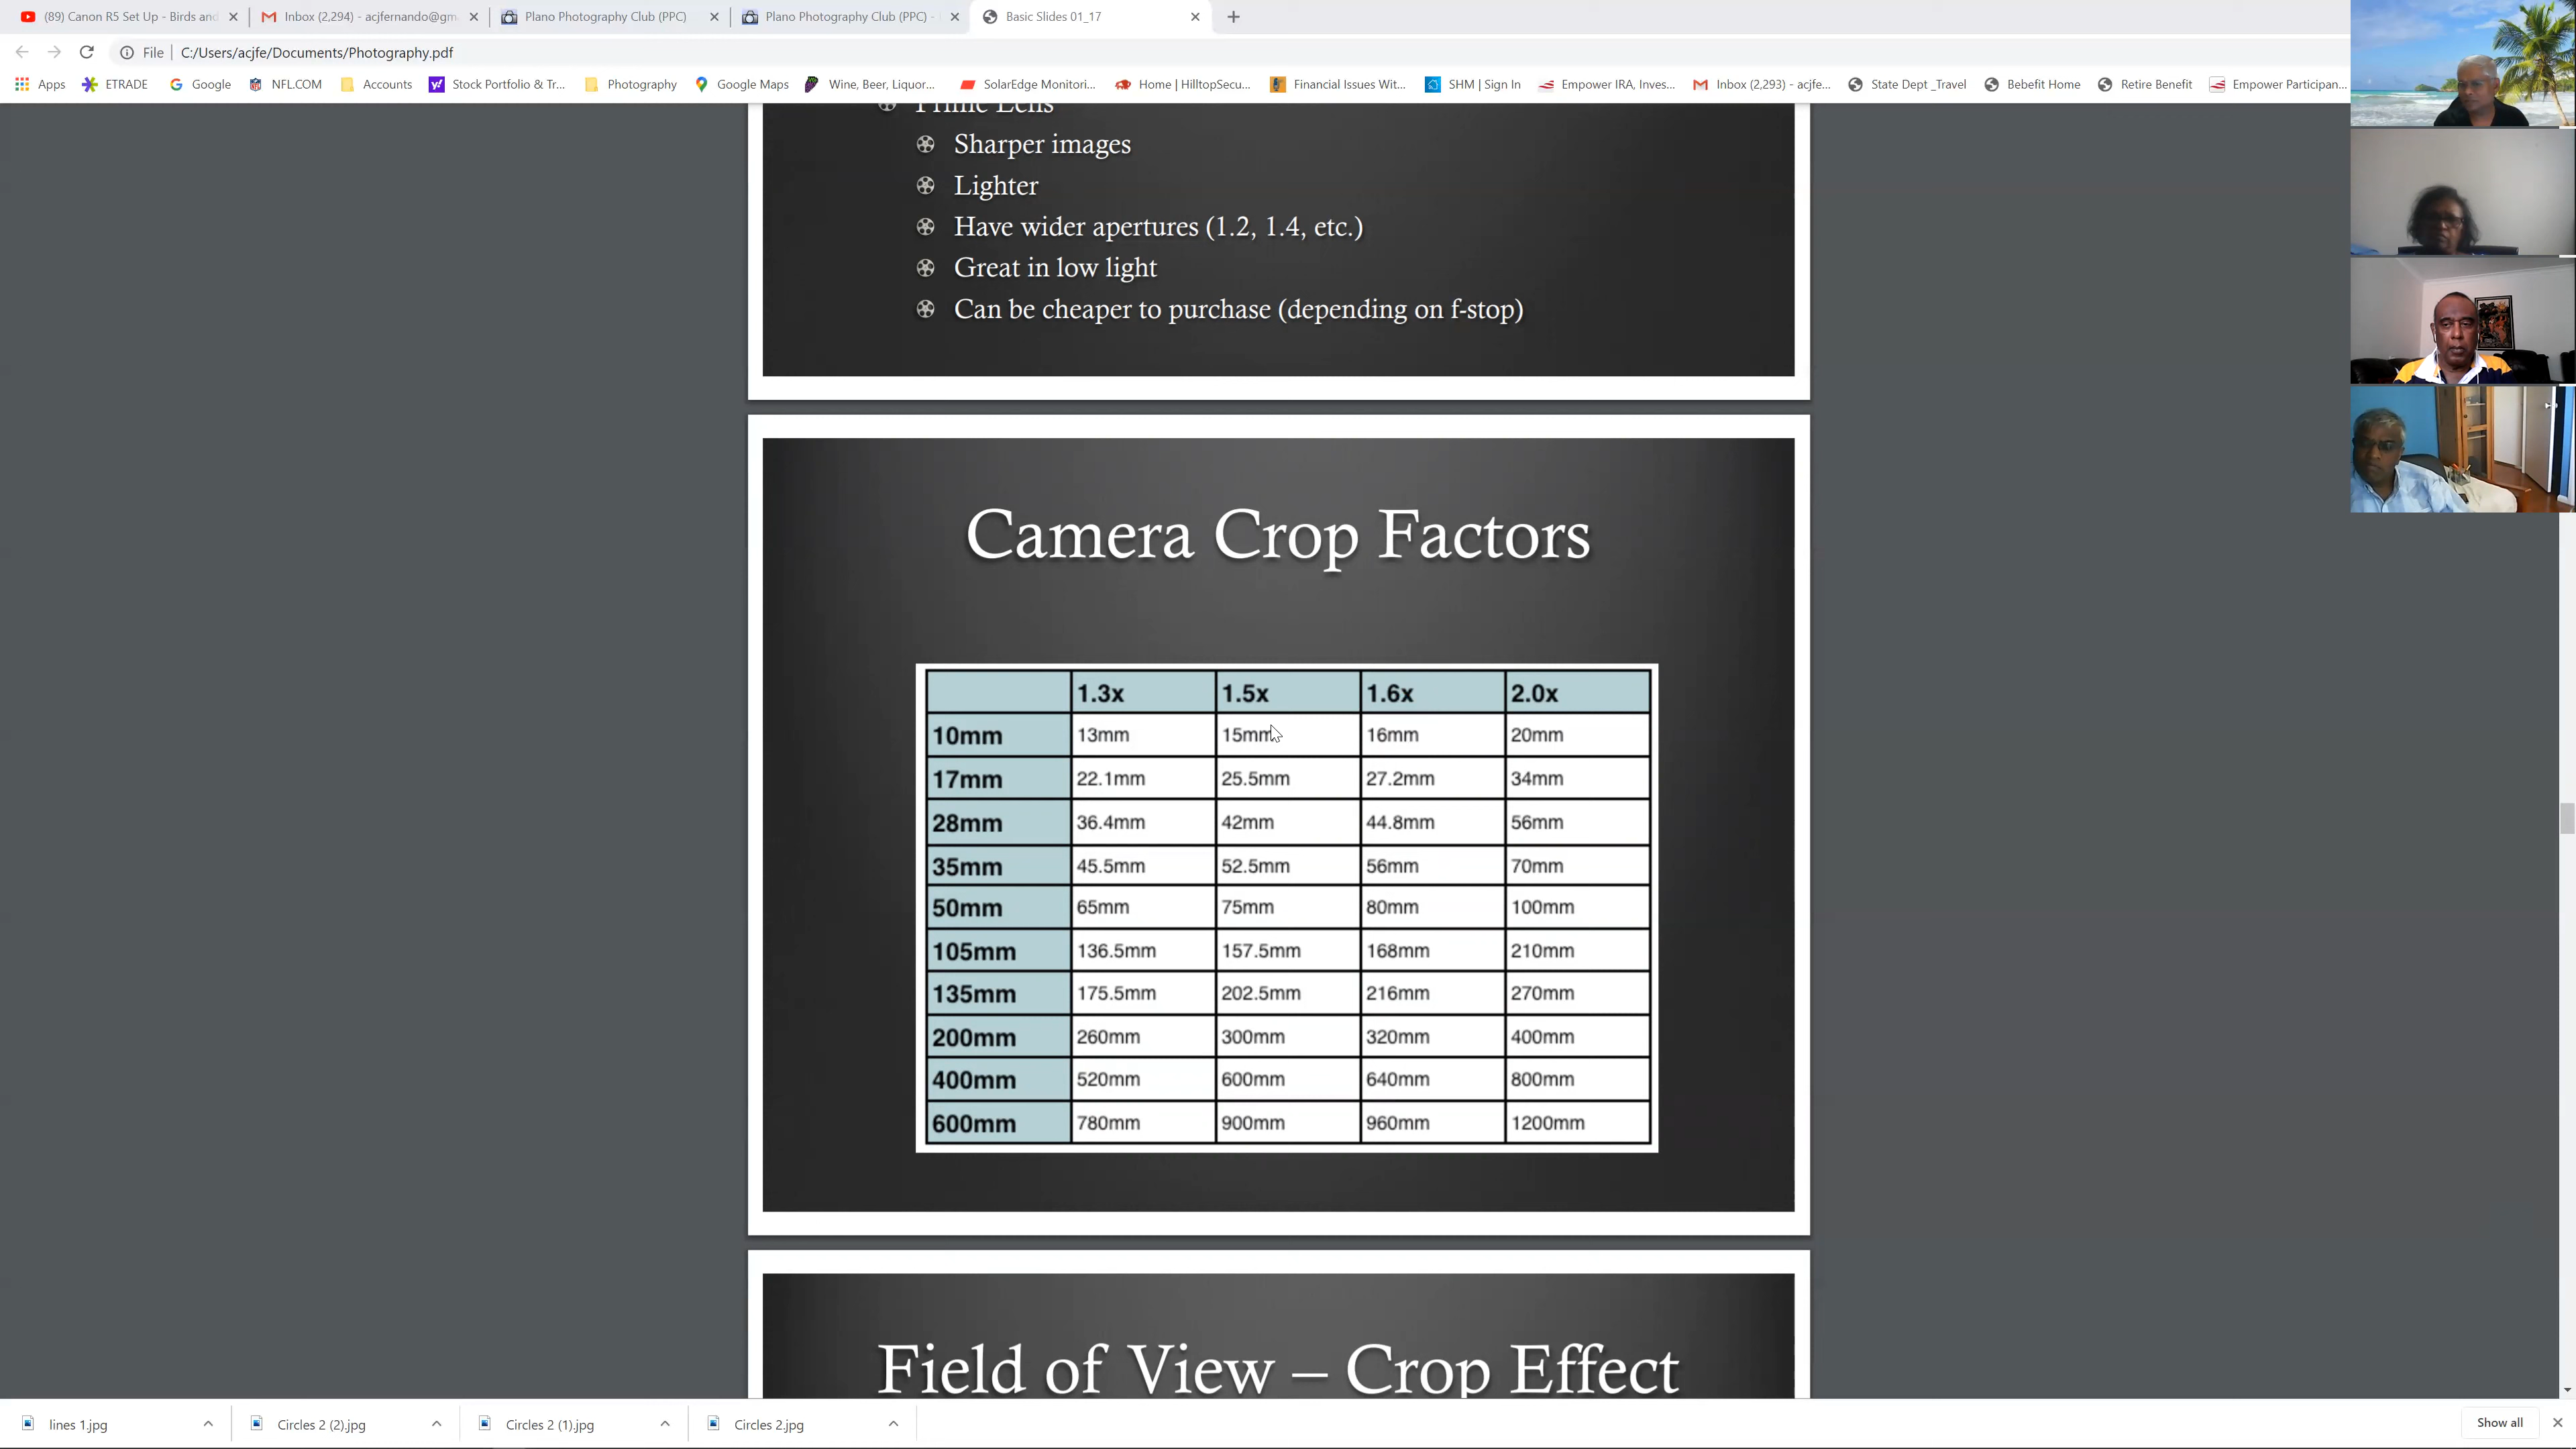 (89) Canon R5 Set Up - Birds and
Inbox (2,294) - acjfernando@gm
Plano Photography Club (PPC)
Plano Photography Club (PPC) -
Basic Slides 01_17
File
C:/Users/acjfe/Documents/Photography.pdf
Apps
ETRADE
Google
NFL.COM
Accounts
Stock Portfolio & Tr...
Photography
Google Maps
Wine, Beer, Liquor...
SolarEdge Monitori...
Home | HilltopSecu...
Financial Issues Wit...
SHM | Sign In
Empower IRA, Inves...
Inbox (2,293) - acjfe...
State Dept _Travel
Bebefit Home
Retire Benefit
Empower Participan...
Prime Lens
Sharper images
Lighter
Have wider apertures (1.2, 1.4, etc.)
Great in low light
Can be cheaper to purchase (depending on f-stop)
Camera Crop Factors
1.3x 1.5x 1.6x 2.0x
10mm 13mm 15mm 16mm 20mm
17mm 22.1mm 25.5mm 27.2mm 34mm
28mm 36.4mm 42mm 44.8mm 56mm
35mm 45.5mm 52.5mm 56mm 70mm
50mm 65mm 75mm 80mm 100mm
105mm 136.5mm 157.5mm 168mm 210mm
135mm 175.5mm 202.5mm 216mm 270mm
200mm 260mm 300mm 320mm 400mm
400mm 520mm 600mm 640mm 800mm
600mm 780mm 900mm 960mm 1200mm
Field of View – Crop Effect
lines 1.jpg
Circles 2 (2).jpg
Circles 2 (1).jpg
Circles 2.jpg
Show all